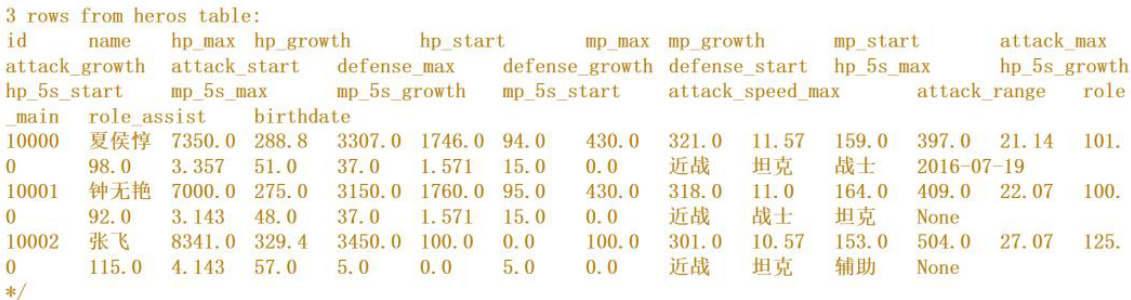 3 rows from heros table:
id name hp_max hp_growth hp_start mp_max mp_growth mp_start attack_max
attack_growth attack_start defense_max defense_growth defense_start hp_5s_max hp_5s_growth
hp_5s_start mp_5s_max mp_5s_growth mp_5s_start attack_speed_max attack_range role
_main role_assist birthdate
10000 夏侯惇 7350.0 288.8 3307.0 1746.0 94.0 430.0 321.0 11.57 159.0 397.0 21.14 101.
0 98.0 3.357 51.0 37.0 1.571 15.0 0.0 近战 坦克 战士 2016-07-19
10001 钟无艳 7000.0 275.0 3150.0 1760.0 95.0 430.0 318.0 11.0 164.0 409.0 22.07 100.
0 92.0 3.143 48.0 37.0 1.571 15.0 0.0 近战 战士 坦克 None
10002 张飞 8341.0 329.4 3450.0 100.0 0.0 100.0 301.0 10.57 153.0 504.0 27.07 125.
0 115.0 4.143 57.0 5.0 0.0 5.0 0.0 近战 坦克 辅助 None
*/